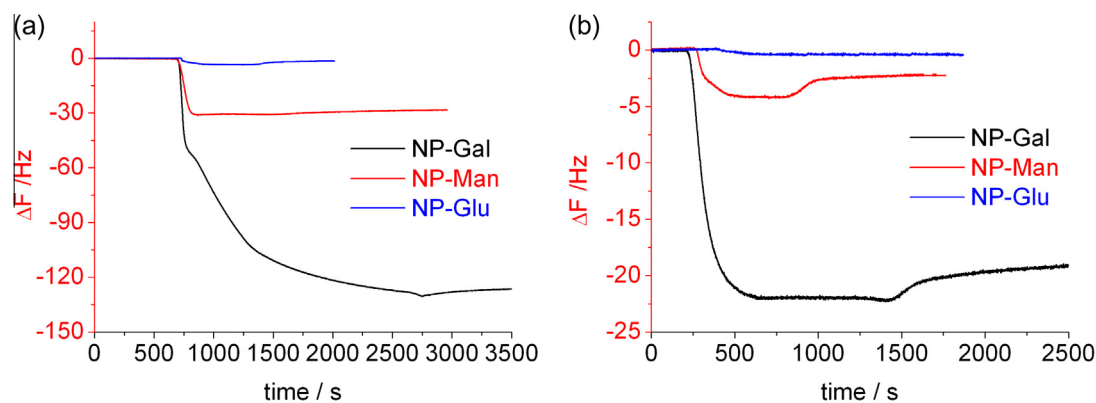 (a)
0
-30
-60
-90
-120
-150
ΔF /Hz
NP-Gal
NP-Man
NP-Glu
0 500 1000 1500 2000 2500 3000 3500
time / s
(b)
0
-5
-10
-15
-20
-25
ΔF /Hz
NP-Gal
NP-Man
NP-Glu
0 500 1000 1500 2000 2500
time / s